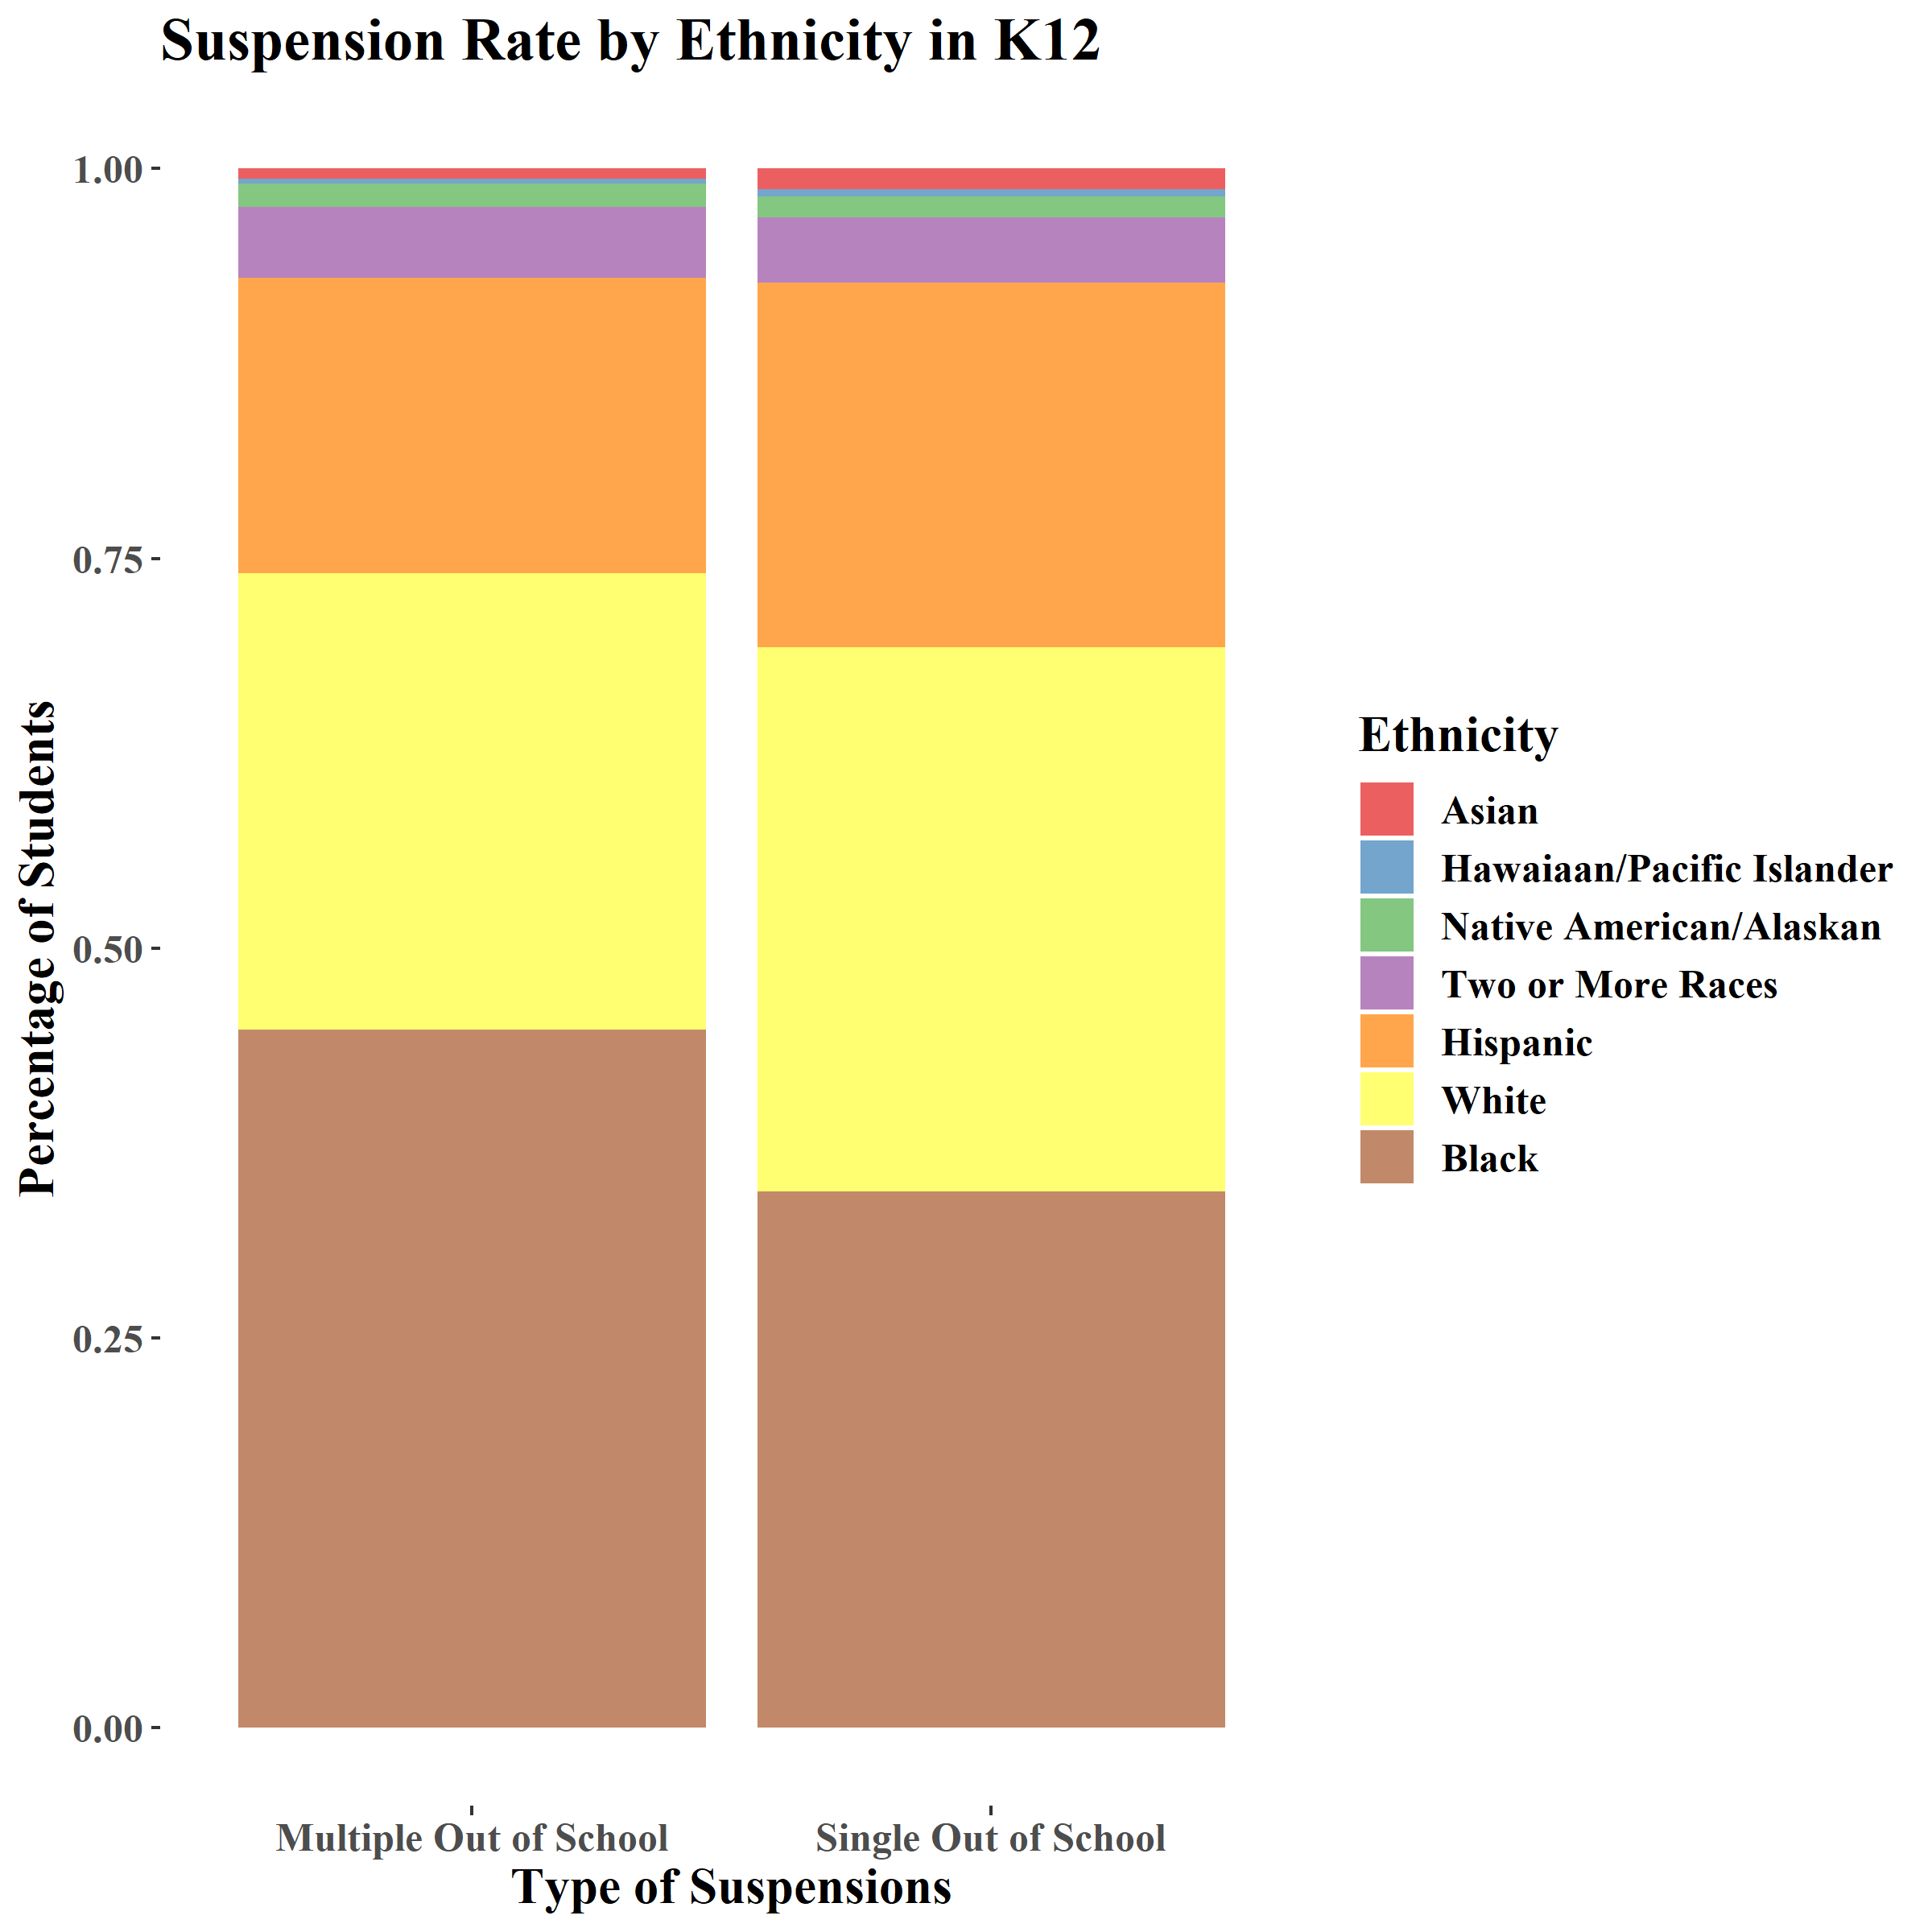 Suspension Rate by Ethnicity in K12
1.00
0.75
0.50
0.25
0.00
Percentage of Students
Multiple Out of School
Single Out of School
Type of Suspensions
Ethnicity
Asian
Hawaiaan/Pacific Islander
Native American/Alaskan
Two or More Races
Hispanic
White
Black